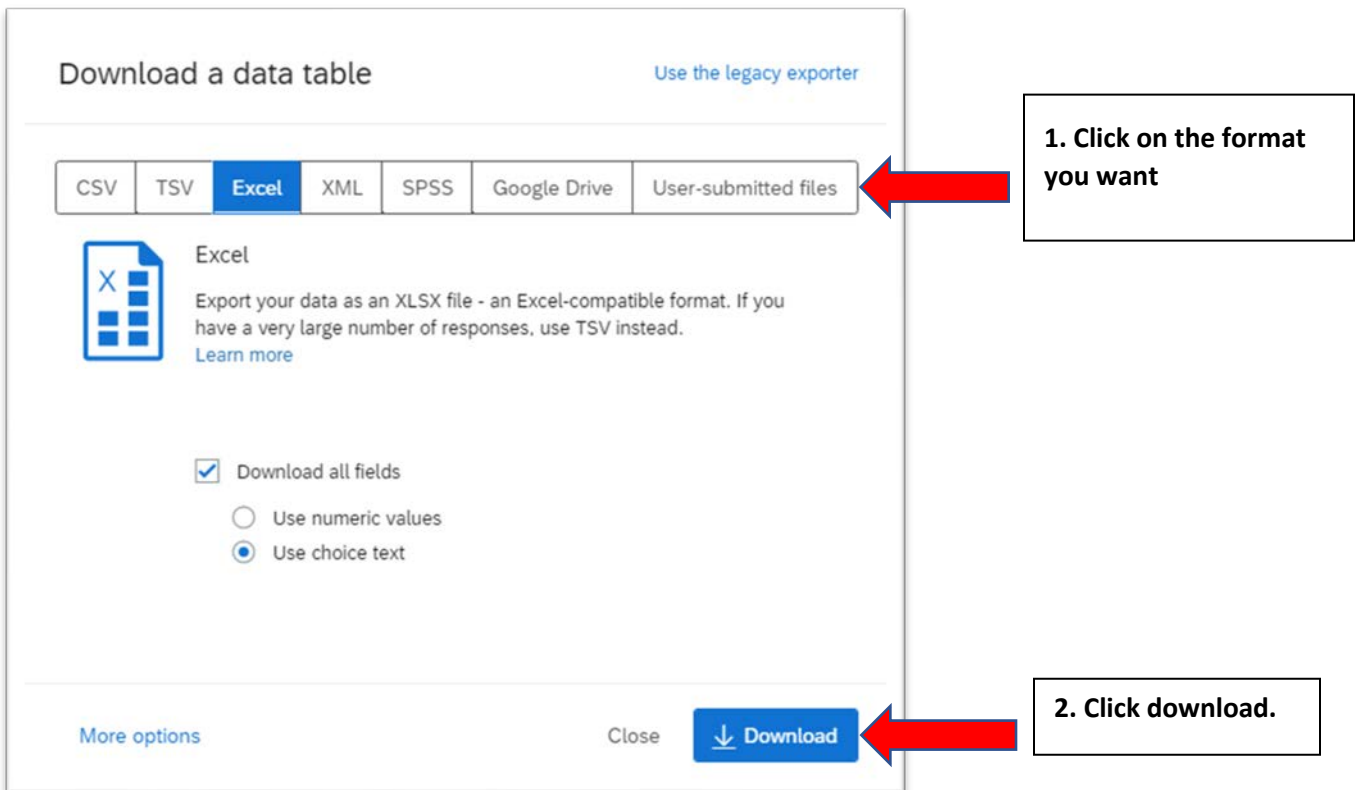 Download a data table
Use the legacy exporter
1. Click on the format
you want
CSV
TSV
Excel
XML
SPSS
Google Drive
User-submitted files
X
Excel
Export your data as an XLSX file - an Excel-compatible format. If you
have a very large number of responses, use TSV instead.
Learn more
Download all fields
Use numeric values
Use choice text
More options
Close
Download
2. Click download.